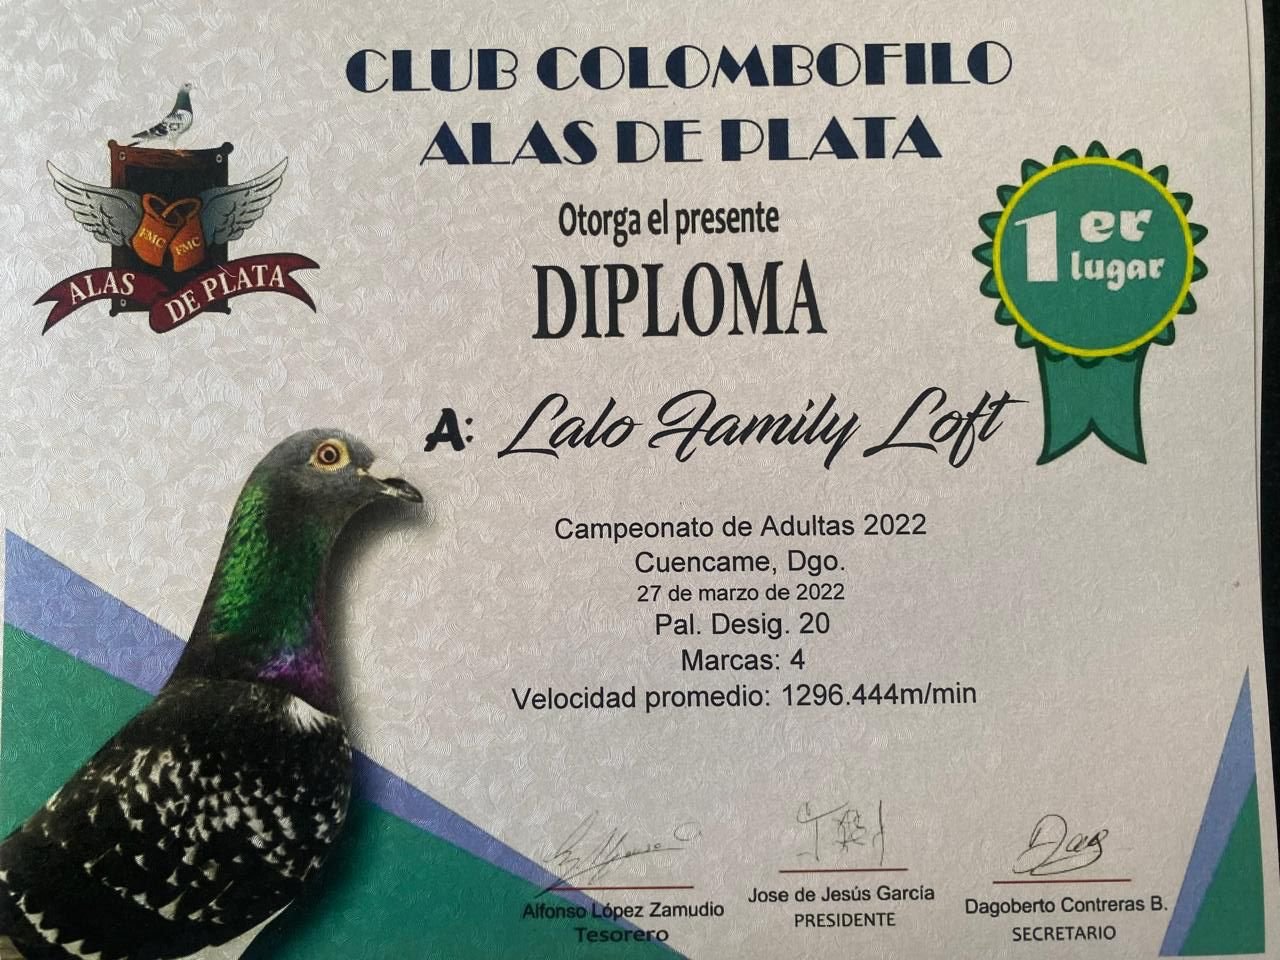 CLUB COLOMBOFILO
ALAS DE PLATA
FMC FMC
ALAS DE PLATA
Otorga el presente
DIPLOMA
1er
lugar
A: Lalo Family Loft
Campeonato de Adultas 2022
Cuencame, Dgo.
27 de marzo de 2022
Pal. Desig. 20
Marcas: 4
Velocidad promedio: 1296.444m/min
Alfonso López Zamudio
Tesorero
Jose de Jesús García
PRESIDENTE
Dagoberto Contreras B.
SECRETARIO